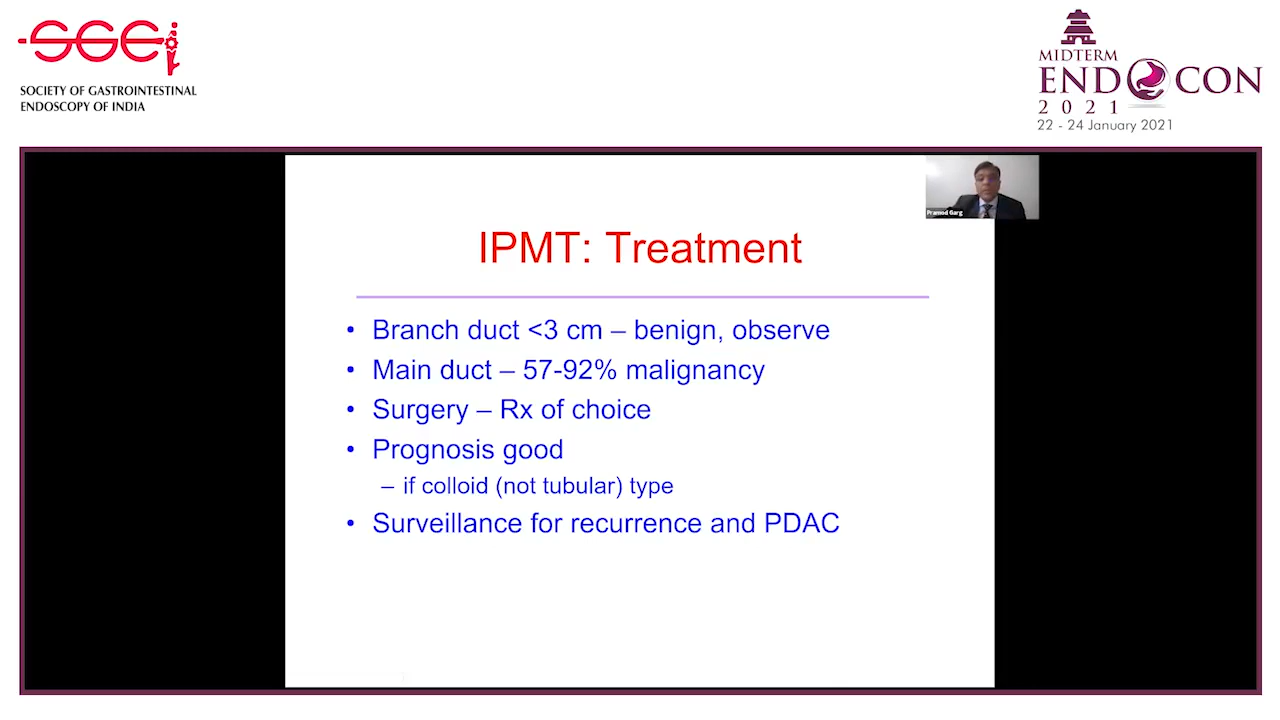 SGEi
SOCIETY OF GASTROINTESTINAL
ENDOSCOPY OF INDIA
MIDTERM
ENDOCON
2021
22 - 24 January 2021
Pramod Garg
IPMT: Treatment
• Branch duct <3 cm – benign, observe
• Main duct – 57-92% malignancy
• Surgery – Rx of choice
• Prognosis good
– if colloid (not tubular) type
• Surveillance for recurrence and PDAC